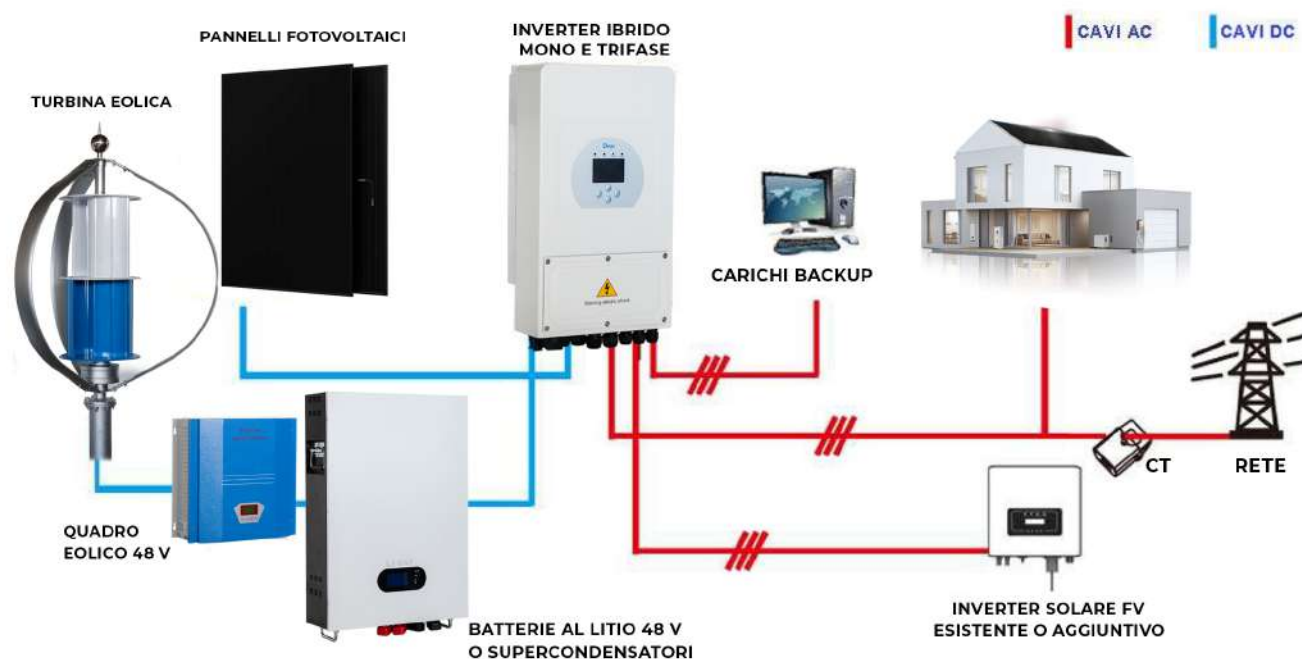 PANNELLI FOTOVOLTAICI
INVERTER IBRIDO
MONO E TRIFASE
CAVI AC
CAVI DC
TURBINA EOLICA
Deye
CARICHI BACKUP
CT
RETE
QUADRO
EOLICO 48 V
BATTERIE AL LITIO 48 V
O SUPERCONDENSATORI
INVERTER SOLARE FV
ESISTENTE O AGGIUNTIVO